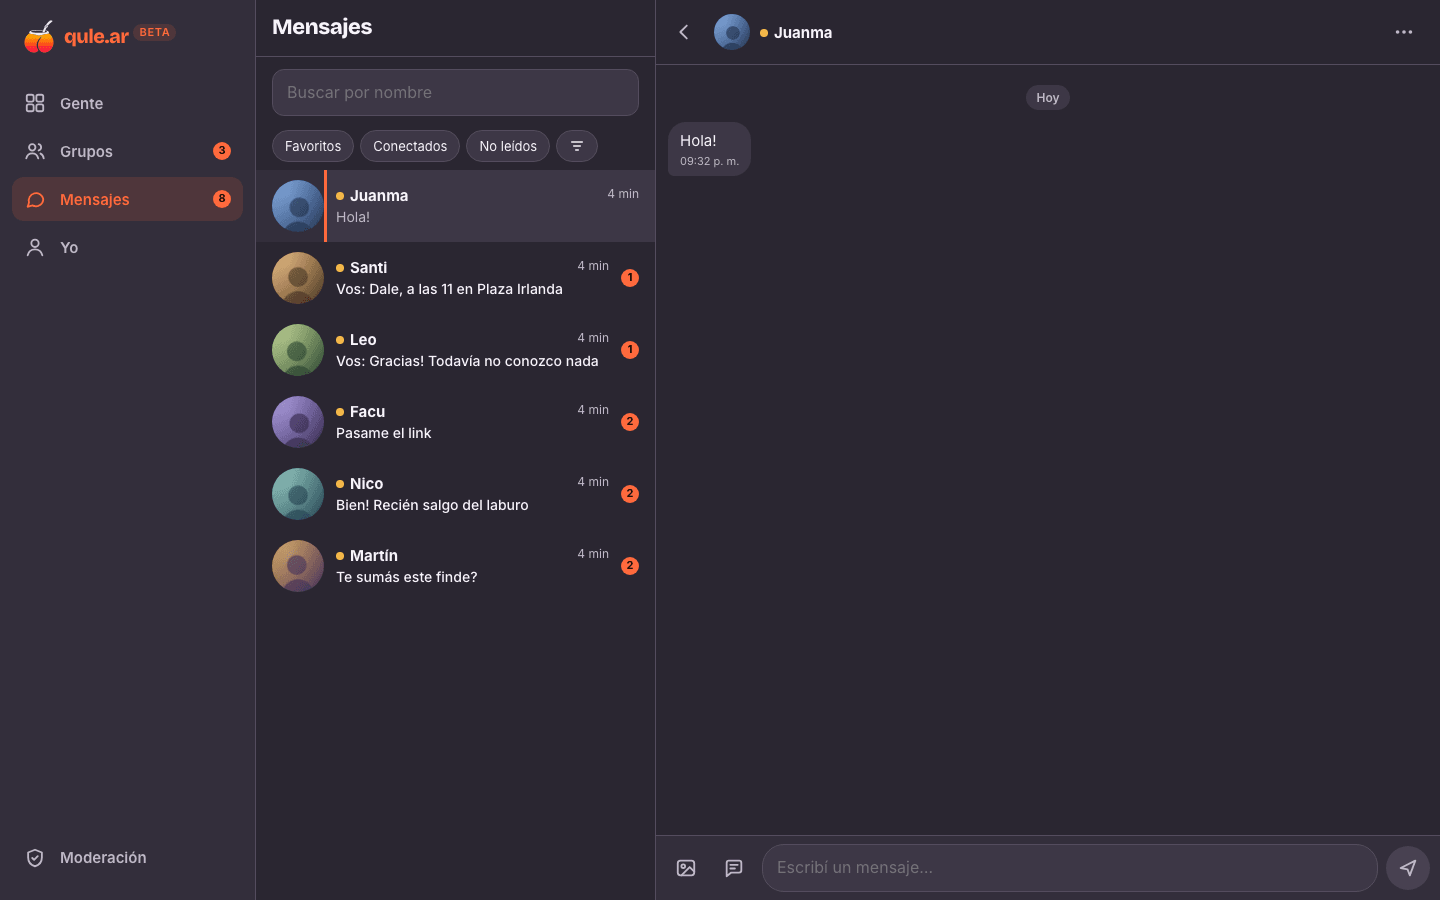 qule.ar BETA
Gente
Grupos 3
Mensajes 8
Yo
Moderación
Mensajes
Buscar por nombre
Favoritos Conectados No leídos
Juanma 4 min
Hola!
Santi 4 min
Vos: Dale, a las 11 en Plaza Irlanda 1
Leo 4 min
Vos: Gracias! Todavía no conozco nada 1
Facu 4 min
Pasame el link 2
Nico 4 min
Bien! Recién salgo del laburo 2
Martín 4 min
Te sumás este finde? 2
Juanma
Hoy
Hola!
09:32 p. m.
Escribí un mensaje...